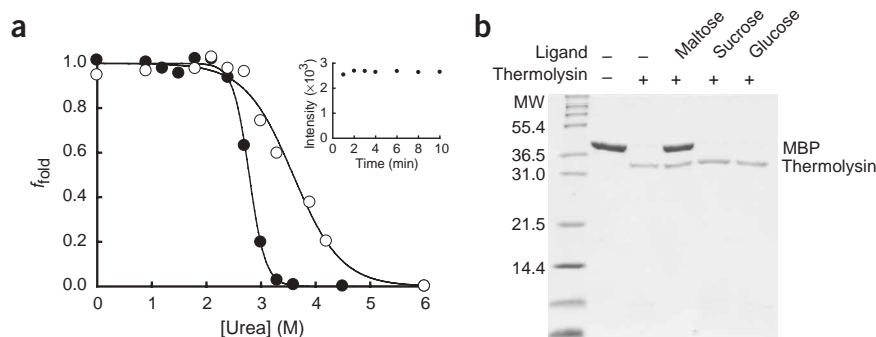 a
f_fold
1.0
0.8
0.6
0.4
0.2
0.0
0 1 2 3 4 5 6
[Urea] (M)
Intensity (×10³)
3
2
1
0
0 2 4 6 8 10
Time (min)
b
Ligand – – Maltose Sucrose Glucose
Thermolysin – + + + +
MW
55.4
36.5
31.0
21.5
14.4
MBP
Thermolysin